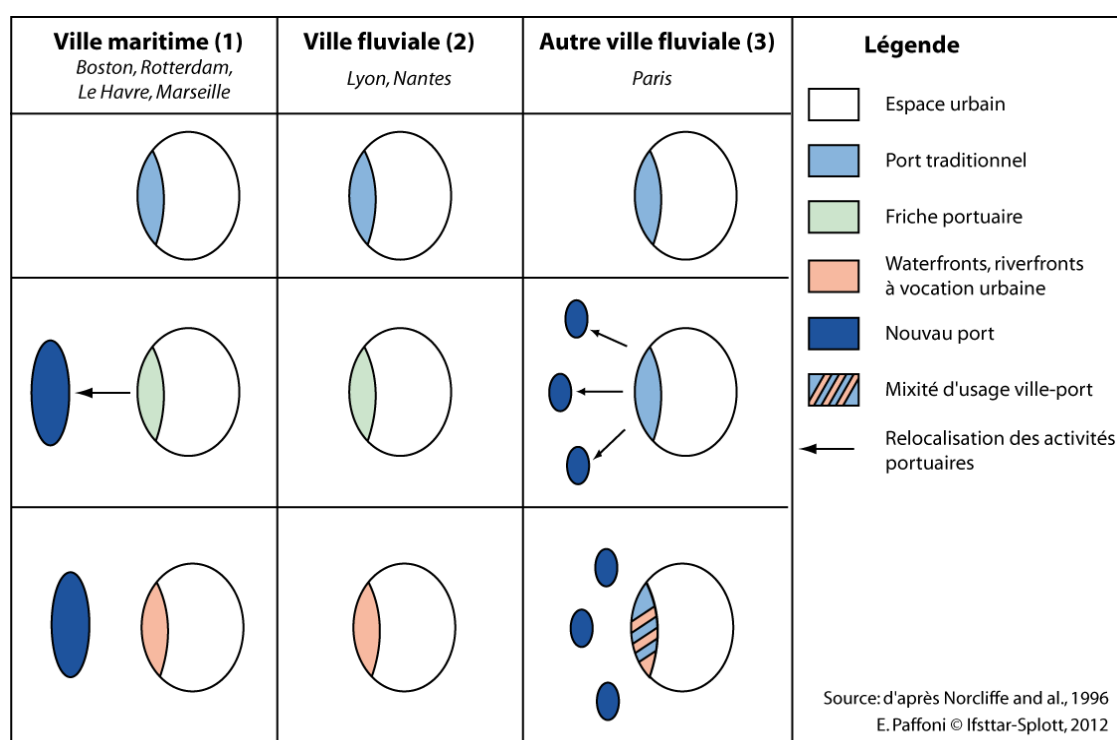 Ville maritime (1)
Boston, Rotterdam,
Le Havre, Marseille
Ville fluviale (2)
Lyon, Nantes
Autre ville fluviale (3)
Paris
Légende
Espace urbain
Port traditionnel
Friche portuaire
Waterfronts, riverfronts
à vocation urbaine
Nouvau port
Mixité d'usage ville-port
Relocalisation des activités
portuaires
Source: d'après Norcliffe and al., 1996
E. Paffoni © Ifsttar-Splott, 2012